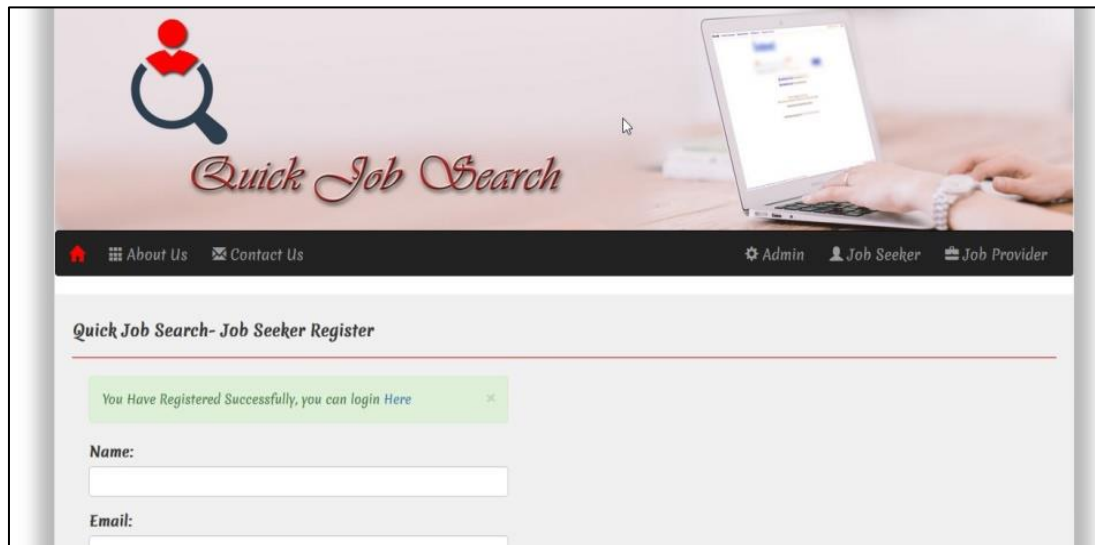 Quick Job Search
About Us Contact Us Admin Job Seeker Job Provider
Quick Job Search- Job Seeker Register
You Have Registered Successfully, you can login Here ×
Name:
Email: